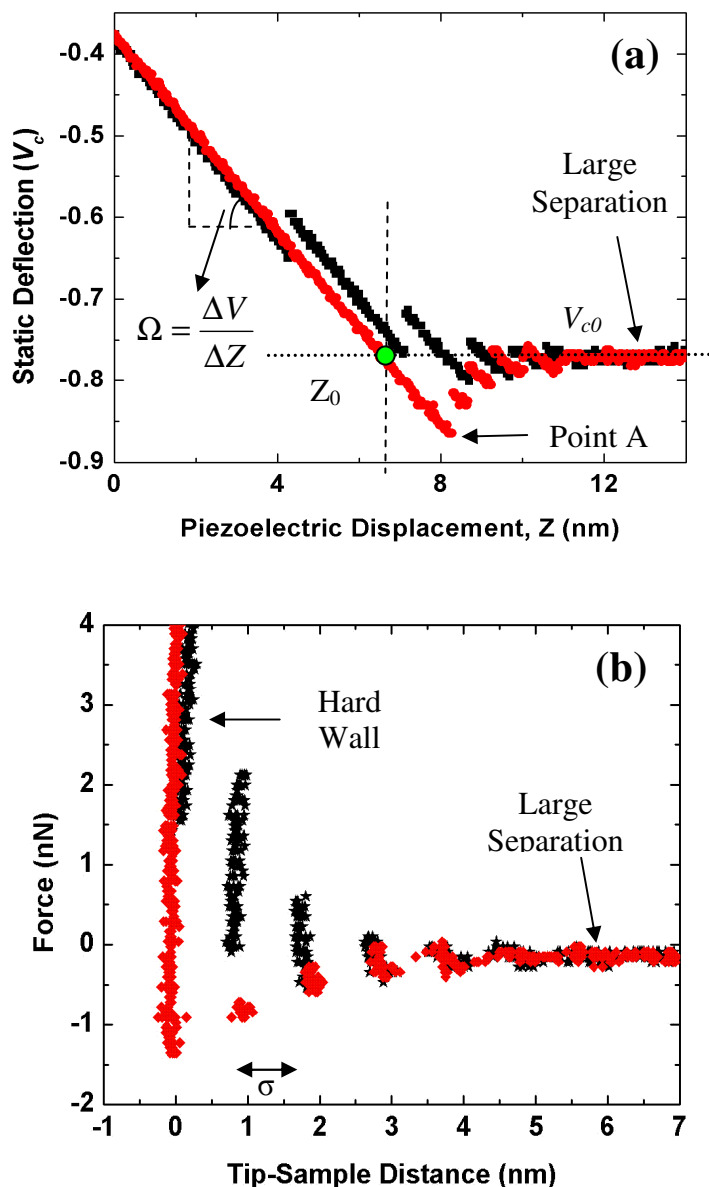 (a)
-0.4
-0.5
-0.6
-0.7
-0.8
-0.9
Static Deflection (Vc)
Large
Separation
Ω = ΔV
ΔZ
Vc0
Z0
Point A
0 4 8 12
Piezoelectric Displacement, Z (nm)
(b)
4
3
2
1
0
-1
-2
Force (nN)
Hard
Wall
Large
Separation
σ
-1 0 1 2 3 4 5 6 7
Tip-Sample Distance (nm)